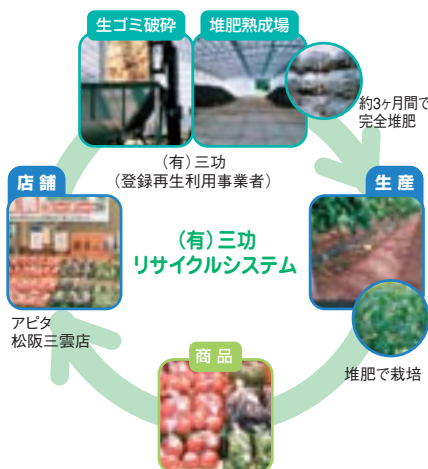 生ゴミ破砕
堆肥熟成場
約3ヶ月間で
完全堆肥
(有)三功
(登録再生利用事業者)
店舗
生産
(有)三功
リサイクルシステム
アピタ
松阪三雲店
堆肥で栽培
商品